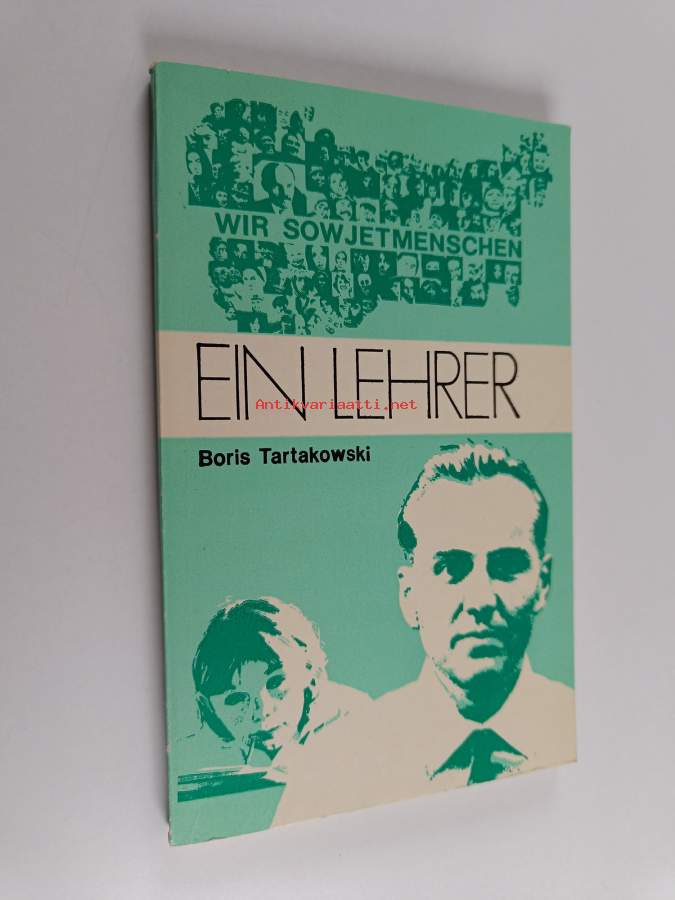 WIR SOWJETMENSCHEN
EIN LEHRER
Antikvariaatti.net
Boris Tartakowski